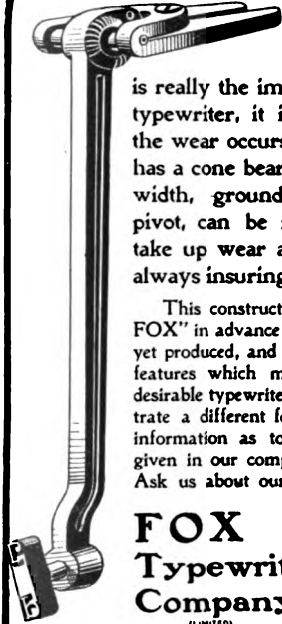 is really the im
typewriter, it i
the wear occurs
has a cone bear
width, ground
pivot, can be
take up wear a
always insuring
This construct
FOX" in advance
yet produced, and
features which m
desirable typewrite
trate a different fe
information as to
given in our comp
Ask us about our
FOX
Typewrit
Company
(LIMITED)